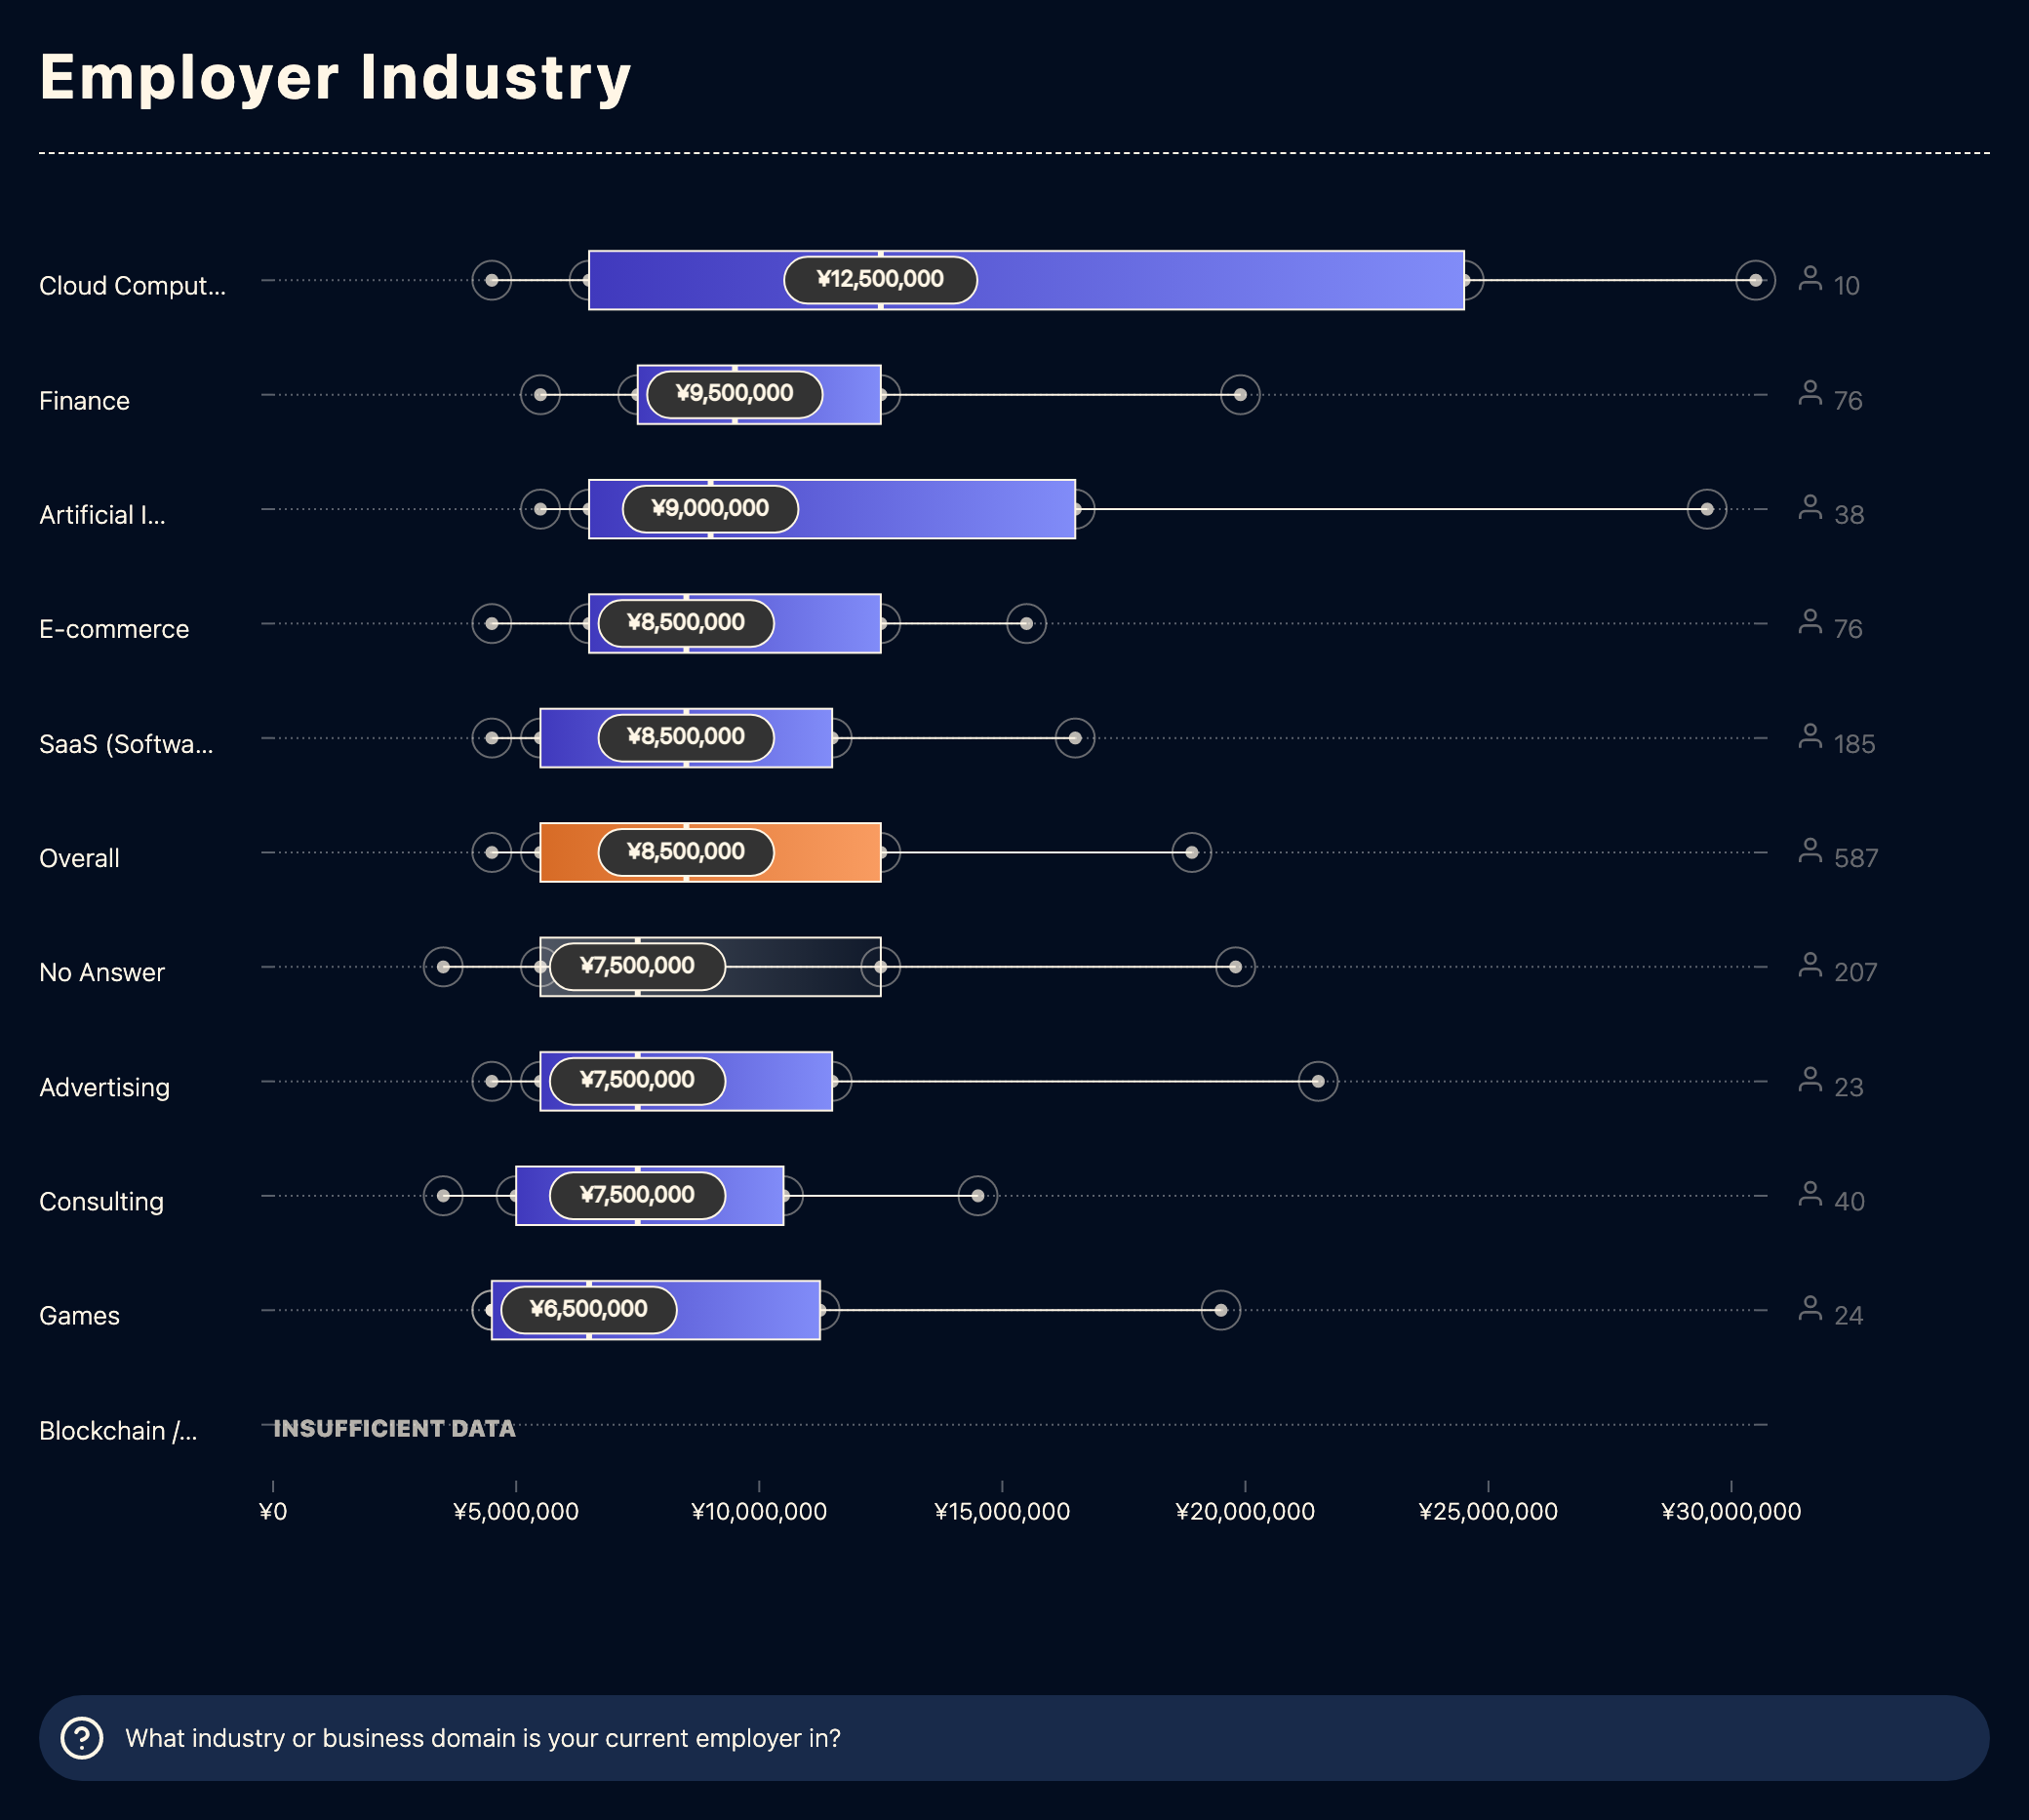 Employer Industry
Cloud Comput... ¥12,500,000 10
Finance ¥9,500,000 76
Artificial I... ¥9,000,000 38
E-commerce ¥8,500,000 76
SaaS (Softwa... ¥8,500,000 185
Overall ¥8,500,000 587
No Answer ¥7,500,000 207
Advertising ¥7,500,000 23
Consulting ¥7,500,000 40
Games ¥6,500,000 24
Blockchain /... INSUFFICIENT DATA
¥0 ¥5,000,000 ¥10,000,000 ¥15,000,000 ¥20,000,000 ¥25,000,000 ¥30,000,000
? What industry or business domain is your current employer in?